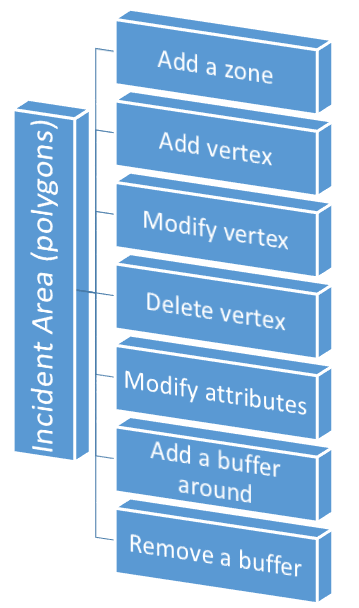 Incident Area (polygons)
Add a zone
Add vertex
Modify vertex
Delete vertex
Modify attributes
Add a buffer
around
Remove a buffer